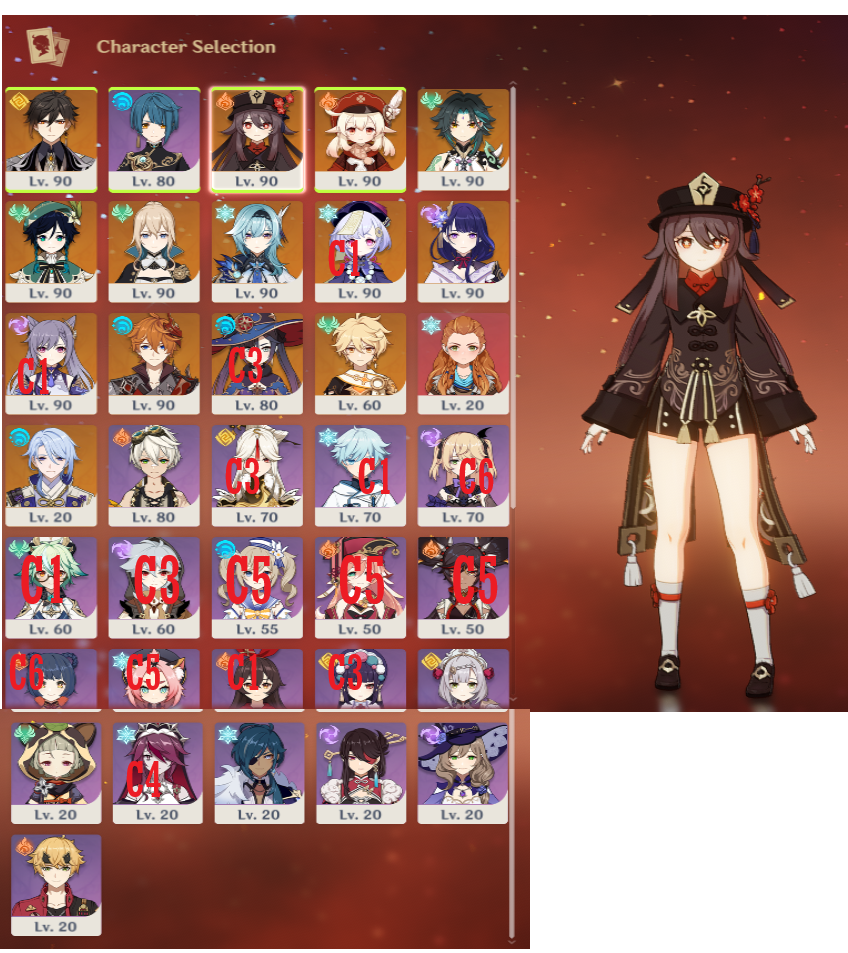 Character Selection
Lv. 90 Lv. 80 Lv. 90 Lv. 90 Lv. 90
C1
Lv. 90 Lv. 90 Lv. 90 Lv. 90 Lv. 90
C1 C3
Lv. 90 Lv. 90 Lv. 80 Lv. 60 Lv. 20
C3 C1 C6
Lv. 20 Lv. 80 Lv. 70 Lv. 70 Lv. 70
C1 C3 C5 C5 C5
Lv. 60 Lv. 60 Lv. 55 Lv. 50 Lv. 50
C6 C5 C1 C3
C4
Lv. 20 Lv. 20 Lv. 20 Lv. 20 Lv. 20
Lv. 20